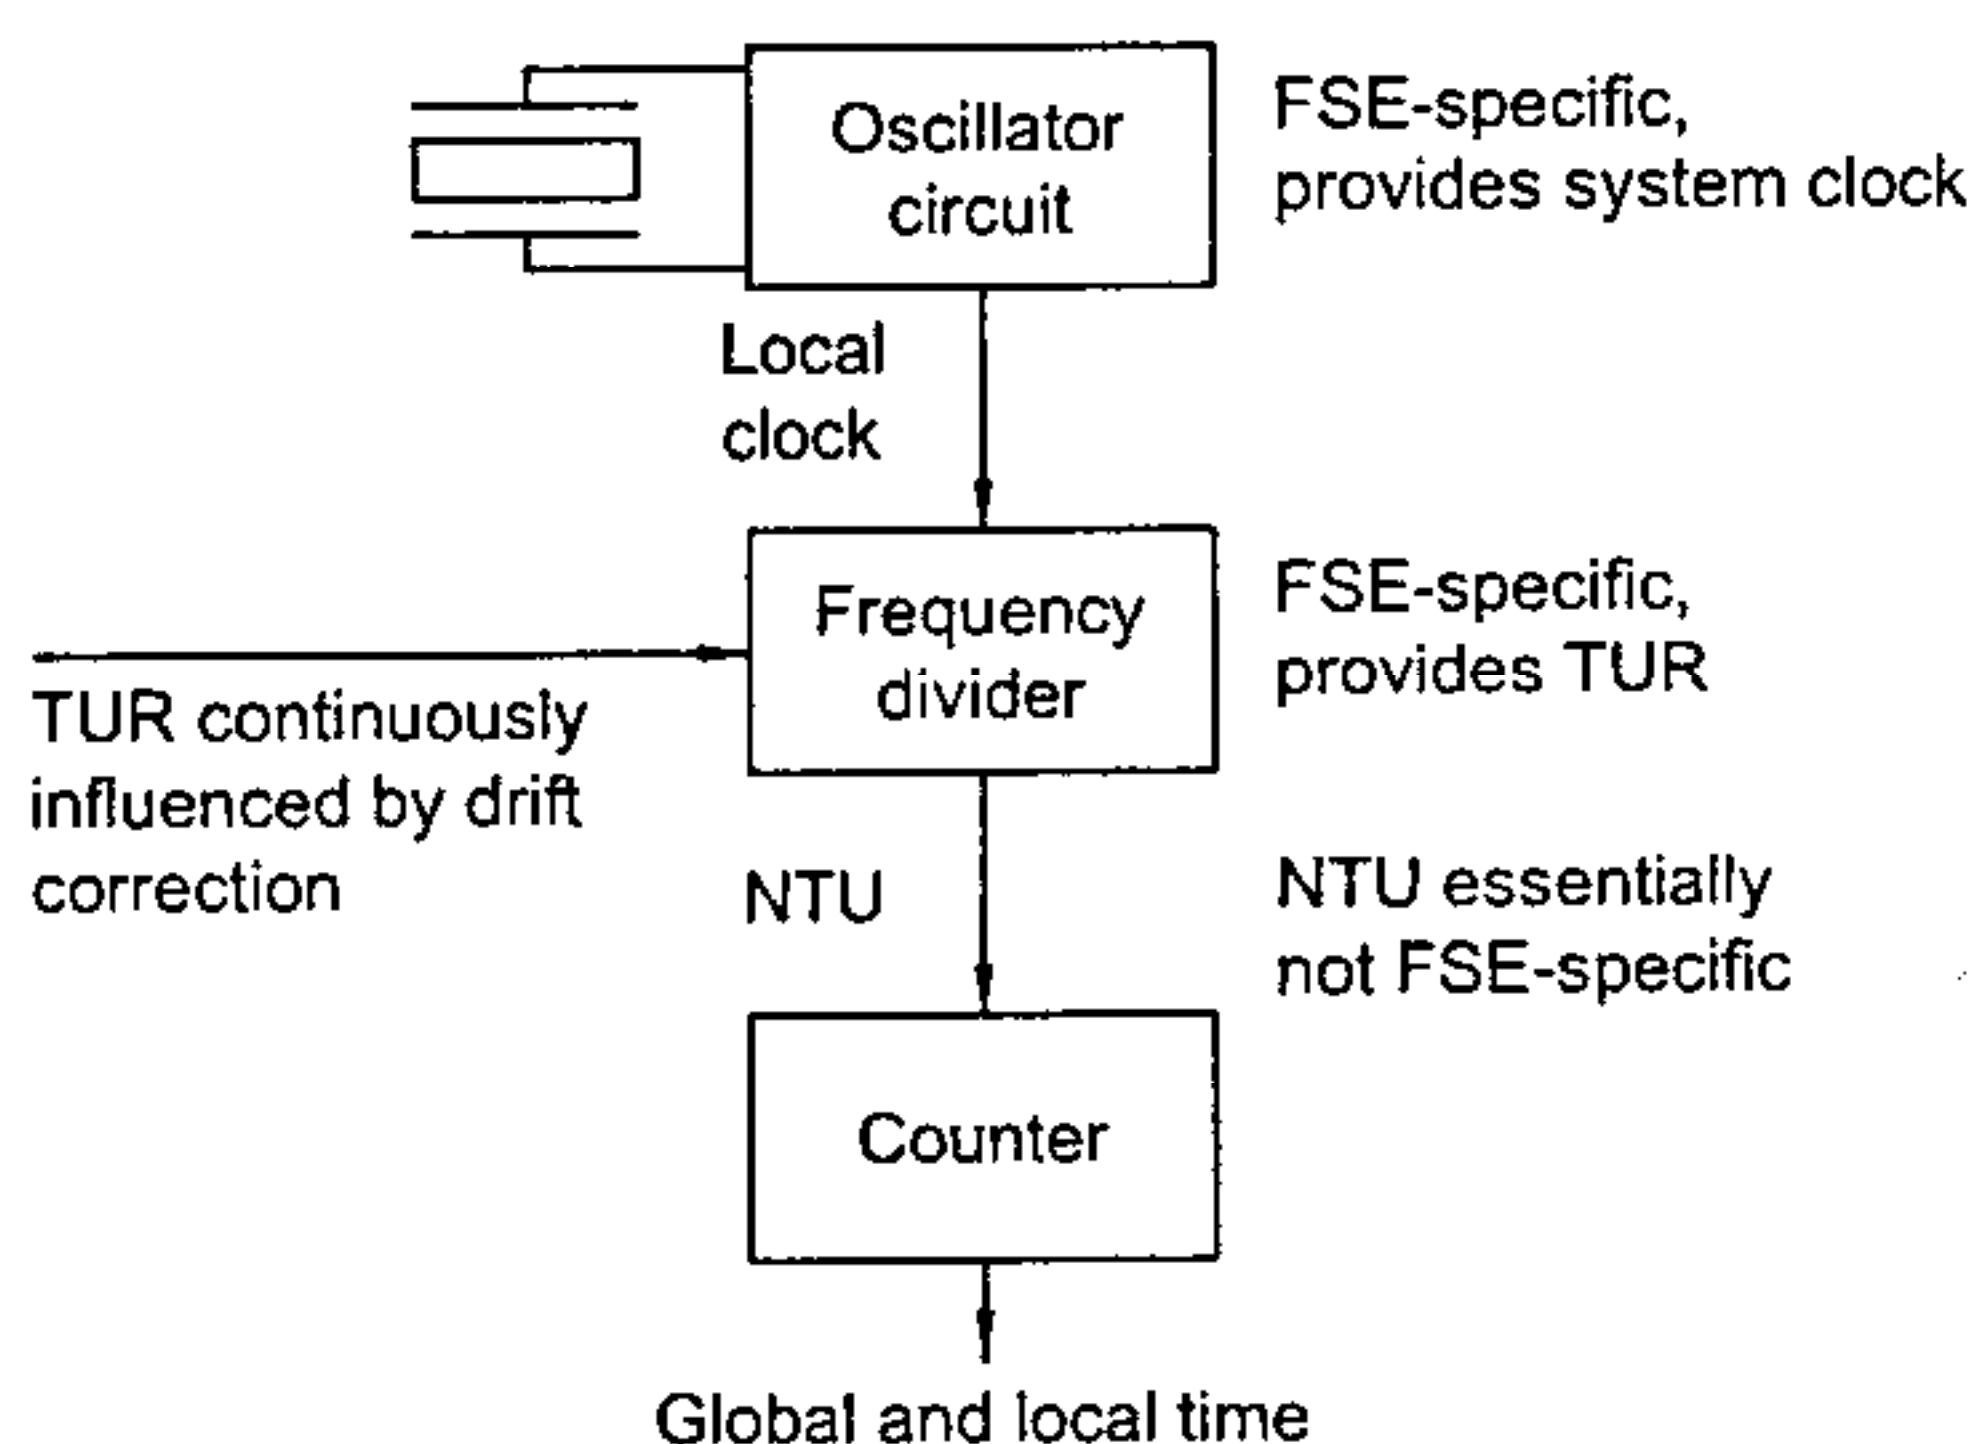 Oscillator
circuit
FSE-specific,
provides system clock
Local
clock
Frequency
divider
FSE-specific,
provides TUR
TUR continuously
influenced by drift
correction
NTU
NTU essentially
not FSE-specific
Counter
Global and local time